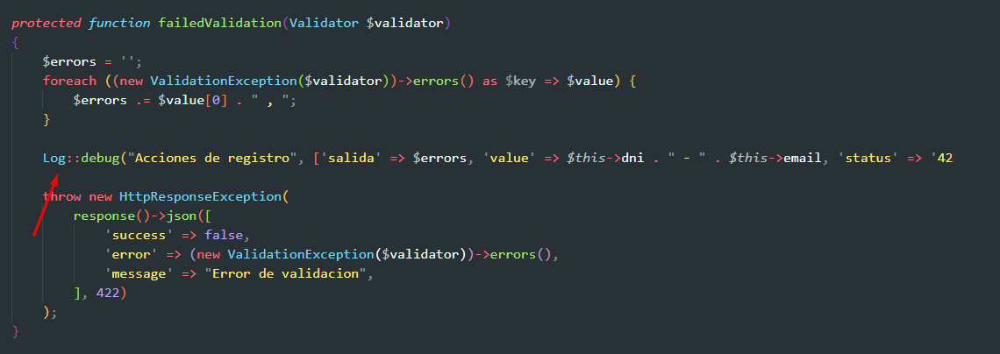 protected function failedValidation(Validator $validator)
{
$errors = '';
foreach ((new ValidationException($validator))->errors() as $key => $value) {
$errors .= $value[0] . " , ";
}
Log::debug("Acciones de registro", ['salida' => $errors, 'value' => $this->dni . " - " . $this->email, 'status' => '42
throw new HttpResponseException(
response()->json([
'success' => false,
'error' => (new ValidationException($validator))->errors(),
'message' => "Error de validacion",
], 422)
);
}